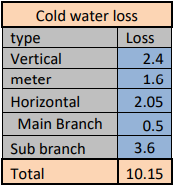 Cold water loss
type Loss
Vertical 2.4
meter 1.6
Horizontal 2.05
Main Branch 0.5
Sub branch 3.6
Total 10.15